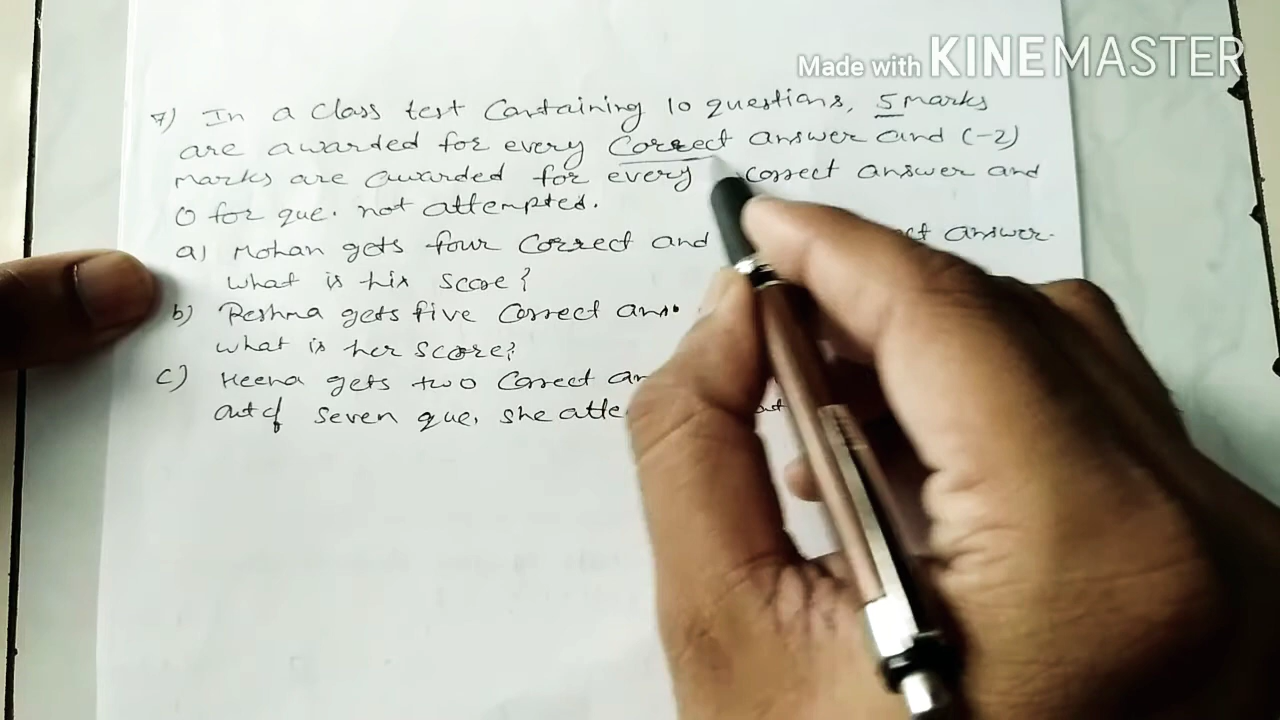 Made with KINEMASTER
7) In a class test containing 10 questions, 5 marks
are awarded for every correct answer and (-2)
marks are awarded for every correct answer and
0 for que. not attempted.
a) Mohan gets four correct and answer.
what is his score?
b) Reshma gets five correct ans.
what is her score?
c) Heena gets two correct
out of seven que. she